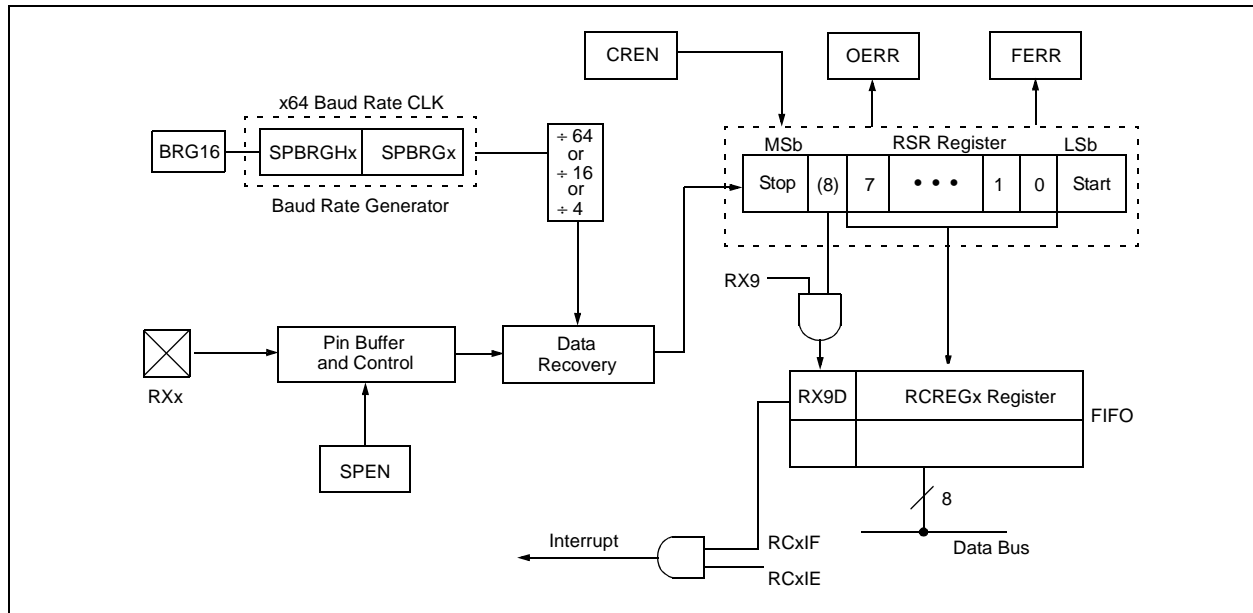 CREN
OERR
FERR
x64 Baud Rate CLK
BRG16
SPBRGHx
SPBRGx
Baud Rate Generator
÷ 64
or
÷ 16
or
÷ 4
MSb
RSR Register
LSb
Stop
(8)
7
• • •
1
0
Start
RX9
RXx
Pin Buffer
and Control
Data
Recovery
SPEN
RX9D
RCREGx Register
FIFO
8
Data Bus
Interrupt
RCxIF
RCxIE